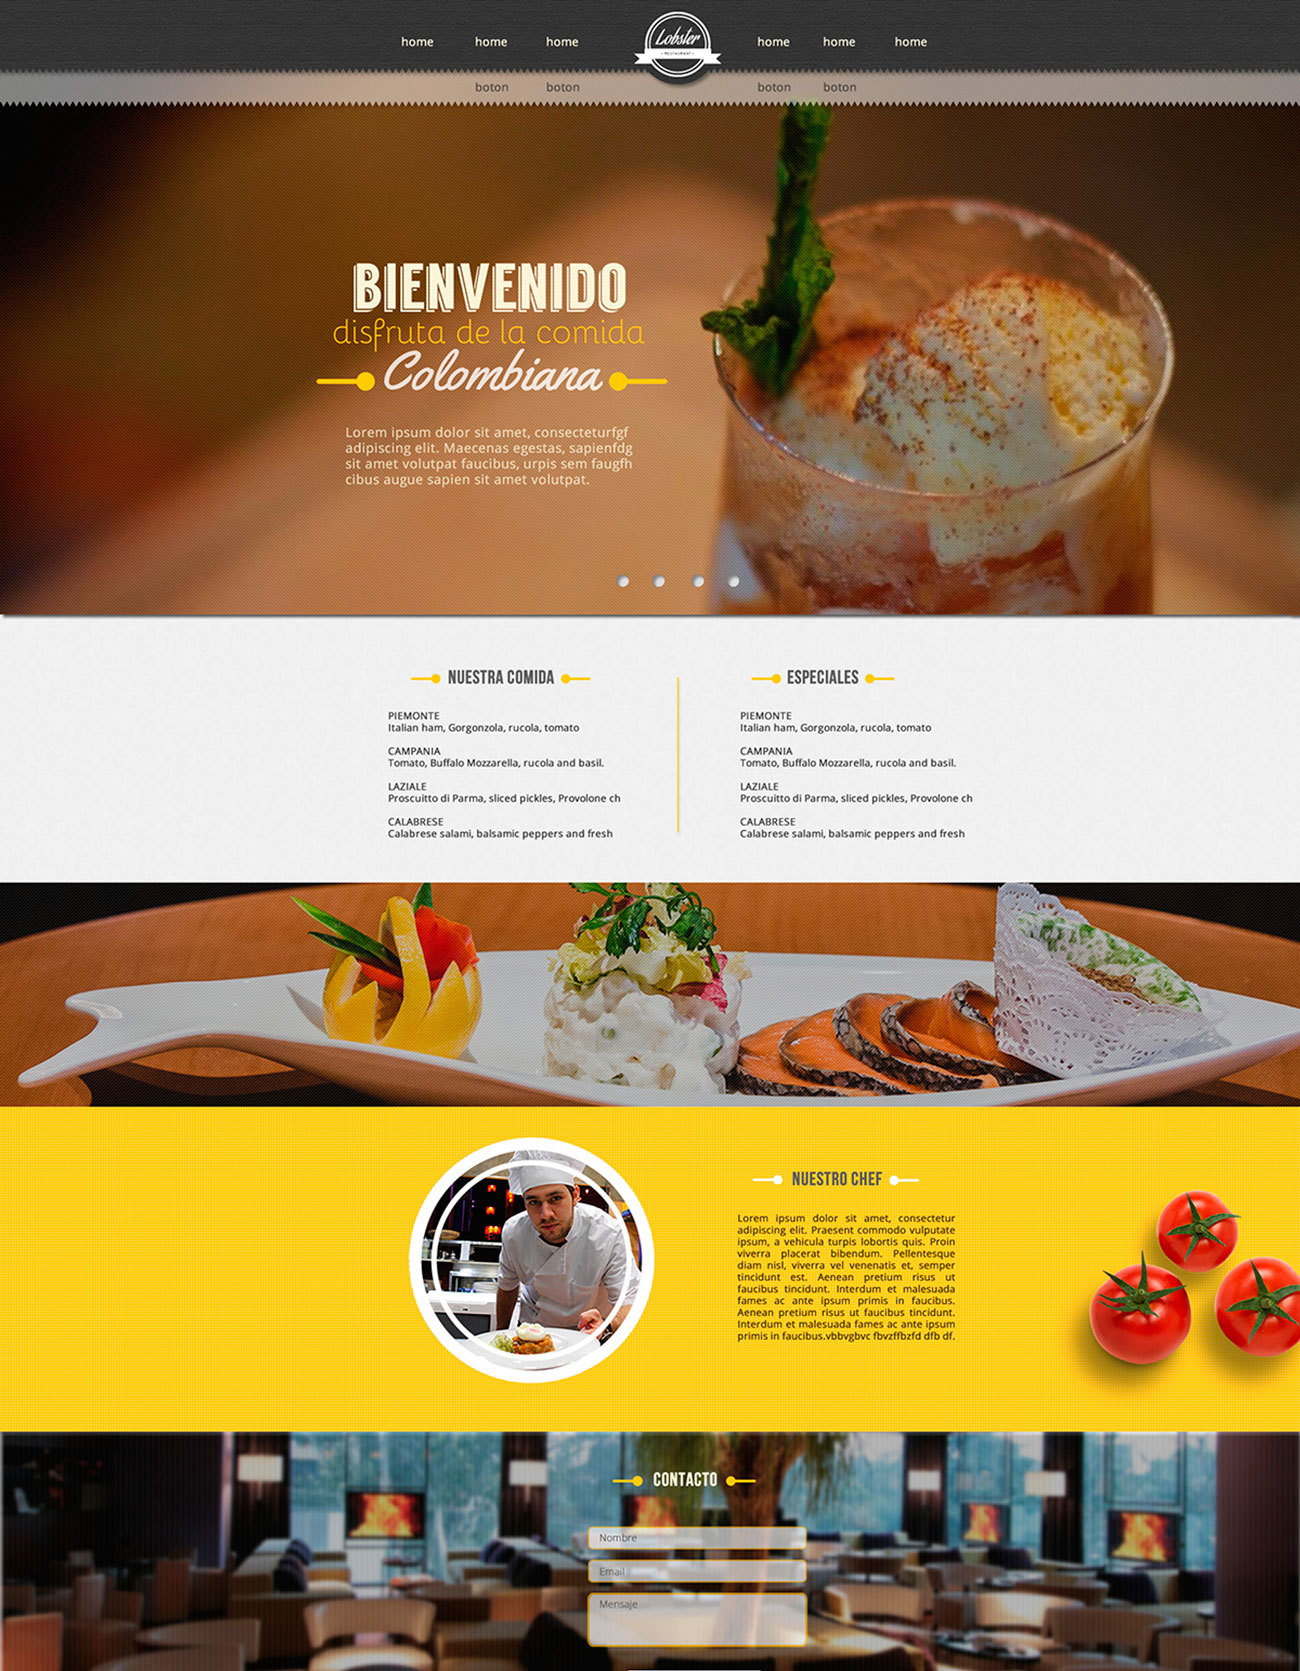 home home home Lobster home home home
RESTAURANT
boton boton boton boton
BIENVENIDO
disfruta de la comida
Colombiana
Lorem ipsum dolor sit amet, consecteturfgf
adipiscing elit. Maecenas egestas, sapienfdg
sit amet volutpat faucibus, urpis sem faugfh
cibus augue sapien sit amet volutpat.
NUESTRA COMIDA
PIEMONTE
Italian ham, Gorgonzola, rucola, tomato
CAMPANIA
Tomato, Buffalo Mozzarella, rucola and basil.
LAZIALE
Proscuitto di Parma, sliced pickles, Provolone ch
CALABRESE
Calabrese salami, balsamic peppers and fresh
ESPECIALES
PIEMONTE
Italian ham, Gorgonzola, rucola, tomato
CAMPANIA
Tomato, Buffalo Mozzarella, rucola and basil.
LAZIALE
Proscuitto di Parma, sliced pickles, Provolone ch
CALABRESE
Calabrese salami, balsamic peppers and fresh
NUESTRO CHEF
Lorem ipsum dolor sit amet, consectetur
adipiscing elit. Praesent commodo vulputate
ipsum, a vehicula turpis lobortis quis. Proin
viverra placerat bibendum. Pellentesque
diam nisl, viverra vel venenatis et, semper
tincidunt est. Aenean pretium risus ut
faucibus tincidunt. Interdum et malesuada
fames ac ante ipsum primis in faucibus.
Aenean pretium risus ut faucibus tincidunt.
Interdum et malesuada fames ac ante ipsum
primis in faucibus.vbbvgbvc fbvzffbzfd dfb df.
CONTACTO
Nombre
Email
Mensaje